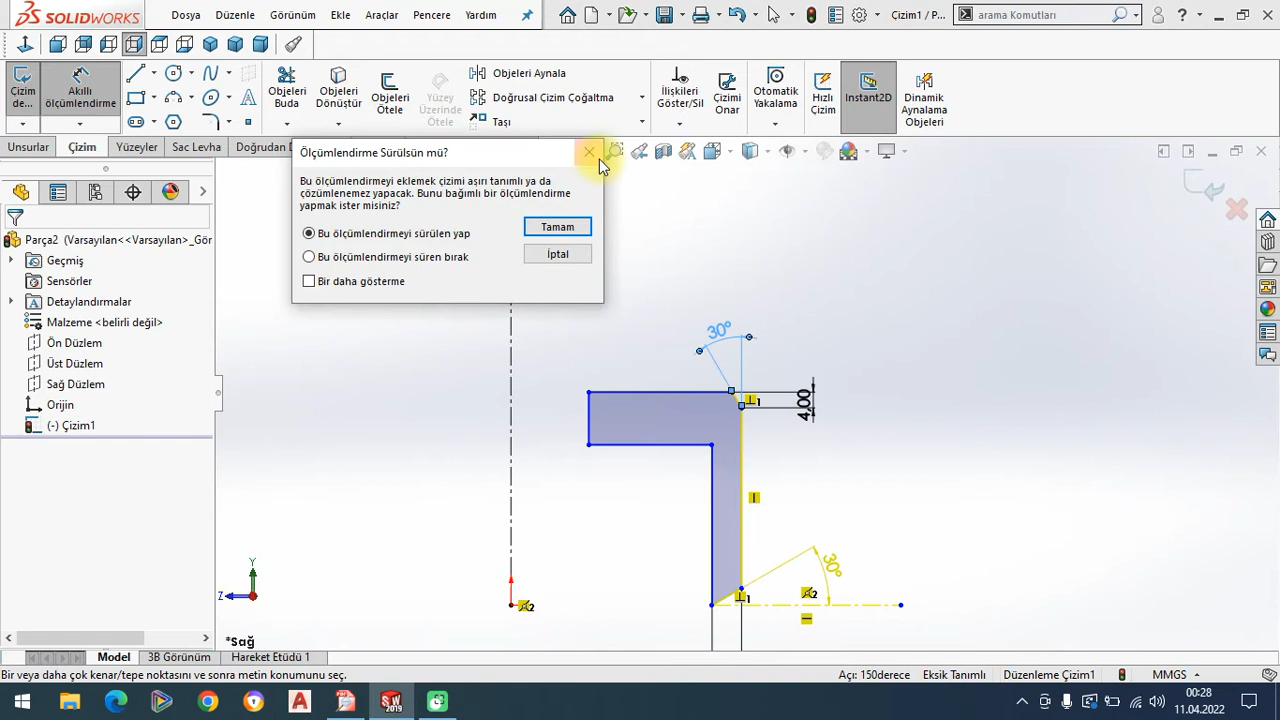 SOLIDWORKS
Dosya Düzenle Görünüm Ekle Araçlar Pencere Yardım
Çizim1 / P...
arama Komutları
Çizim de...
Akıllı ölçümlendirme
Objeleri Buda
Objeleri Dönüştür
Objeleri Ötele
Yüzey Üzerinde Ötele
Objeleri Aynala
Doğrusal Çizim Çoğaltma
Taşı
İlişkileri Göster/Sil
Çizimi Onar
Otomatik Yakalama
Hızlı Çizim
Instant2D
Dinamik Aynalama Objeleri
Unsurlar Çizim Yüzeyler Sac Levha Doğrudan D
Ölçümlendirme Sürülsün mü?
Bu ölçümlendirmeyi eklemek çizimi aşırı tanımlı ya da
çözümlenemez yapacak. Bunu bağımlı bir ölçümlendirme
yapmak ister misiniz?
Bu ölçümlendirmeyi sürülen yap
Tamam
Bu ölçümlendirmeyi süren bırak
İptal
Bir daha gösterme
Parça2 (Varsayılan<<Varsayılan>_Gör
Geçmiş
Sensörler
Detaylandırmalar
Malzeme <belirli değil>
Ön Düzlem
Üst Düzlem
Sağ Düzlem
Orijin
(-) Çizim1
30°
4,00
1
30°
2
1
2
Y
Z
*Sağ
Model 3B Görünüm Hareket Etüdü 1
Bir veya daha çok kenar/tepe noktasını ve sonra metin konumunu seç.
Açı: 150derece Eksik Tanımlı Düzenleme Çizim1 MMGS
SW 2019
00:28
11.04.2022